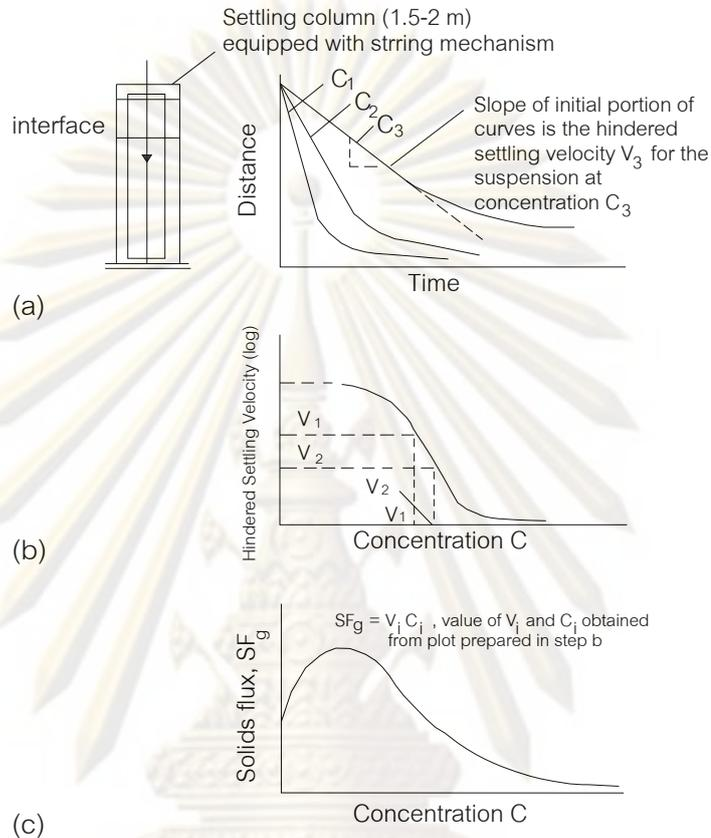 Settling column (1.5-2 m)
equipped with strring mechanism
interface
Distance
C1
C2
C3
Slope of initial portion of
curves is the hindered
settling velocity V3 for the
suspension at
concentration C3
Time
(a)
Hindered Settling Velocity (log)
V1
V2
V2
V1
Concentration C
(b)
Solids flux, SFg
SFg = Vi Ci , value of Vi and Ci obtained
from plot prepared in step b
Concentration C
(c)